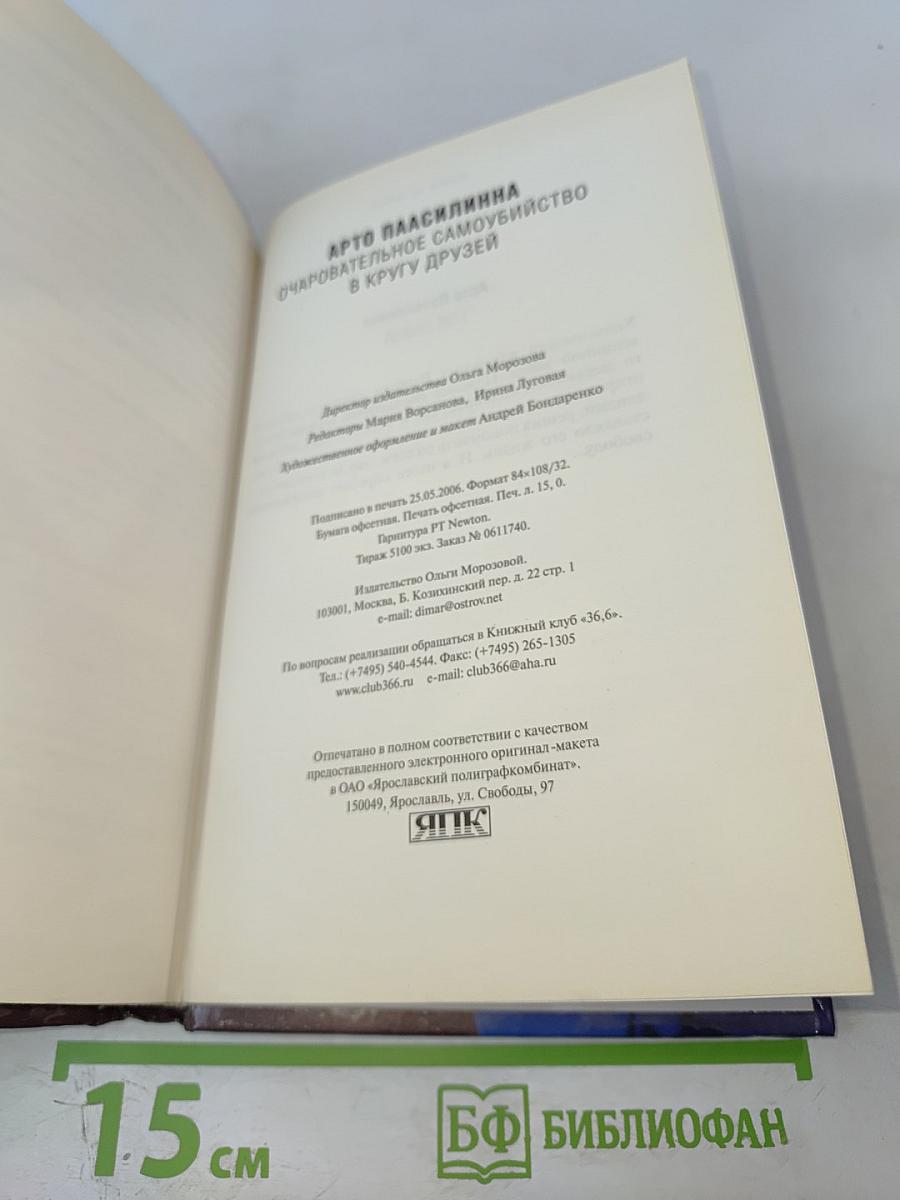 АРТО ПААСИЛИННА
ОЧАРОВАТЕЛЬНОЕ САМОУБИЙСТВО
В КРУГУ ДРУЗЕЙ
Директор издательства Ольга Морозова
Редакторы Мария Ворсанова, Ирина Луговая
Художественное оформление и макет Андрей Бондаренко
Подписано в печать 25.05.2006. Формат 84×108/32.
Бумага офсетная. Печать офсетная. Печ. л. 15, 0.
Гарнитура PT Newton.
Тираж 5100 экз. Заказ № 0611740.
Издательство Ольги Морозовой.
103001, Москва, Б. Козихинский пер. д. 22 стр. 1
e-mail: dimar@ostrov.net
По вопросам реализации обращаться в Книжный клуб «36,6».
Тел.: (+7495) 540-4544. Факс: (+7495) 265-1305
www.club366.ru e-mail: club366@aha.ru
Отпечатано в полном соответствии с качеством
предоставленного электронного оригинал-макета
в ОАО «Ярославский полиграфкомбинат».
150049, Ярославль, ул. Свободы, 97
ЯПК
15 см
БФ БИБЛИОФАН